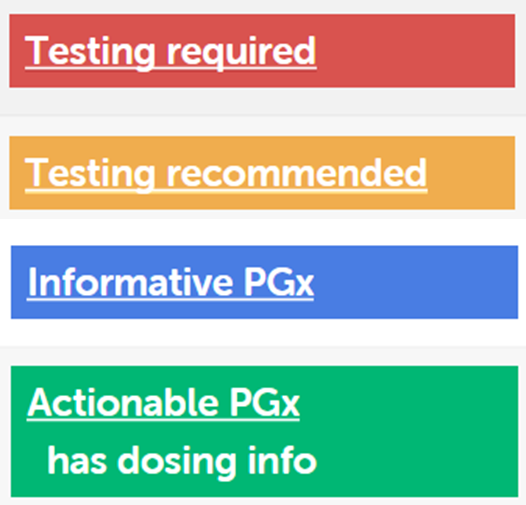 Testing required
Testing recommended
Informative PGx
Actionable PGx
has dosing info